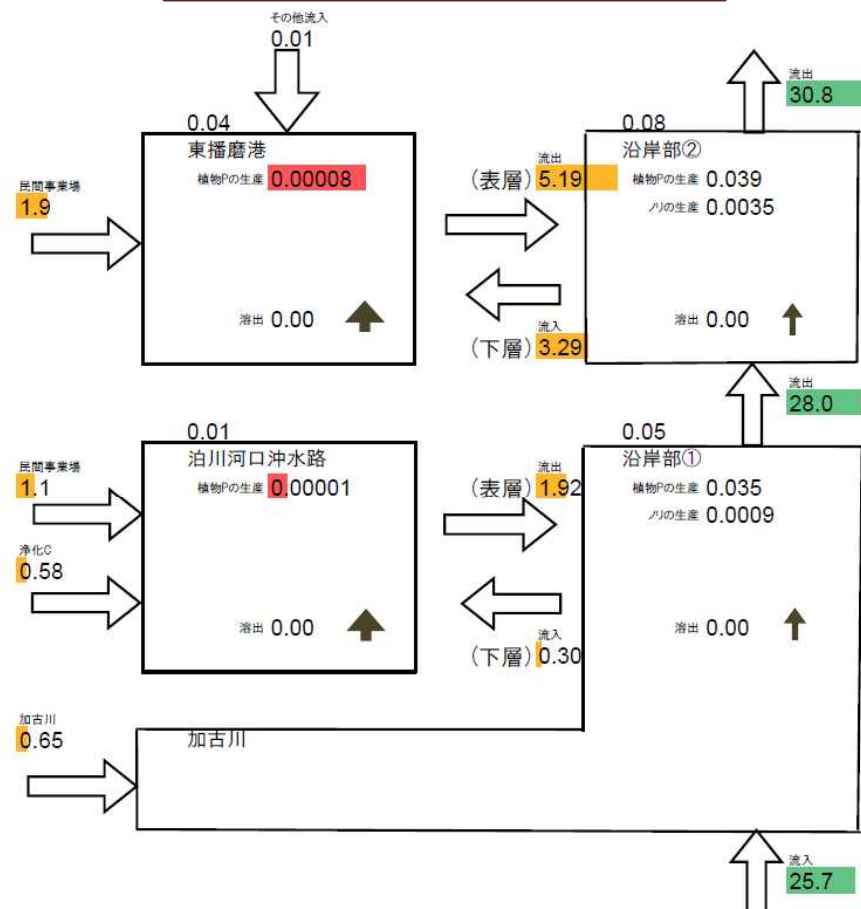 その他流入
0.01
0.04
東播磨港
植物Pの生産 0.00008
溶出 0.00
民間事業場
1.9
流出
(表層) 5.19
流入
(下層) 3.29
流出
30.8
0.08
沿岸部②
植物Pの生産 0.039
ノリの生産 0.0035
溶出 0.00
流出
28.0
0.01
泊川河口沖水路
植物Pの生産 0.00001
溶出 0.00
民間事業場
1.1
浄化C
0.58
流出
(表層) 1.92
流入
(下層) 0.30
0.05
沿岸部①
植物Pの生産 0.035
ノリの生産 0.0009
溶出 0.00
加古川
0.65
加古川
流入
25.7